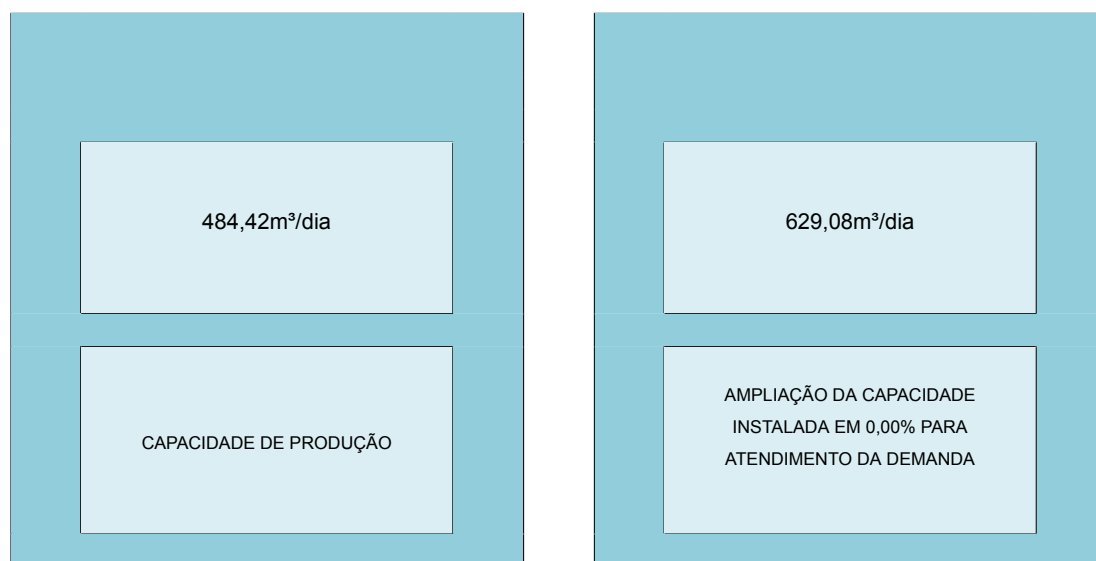 484,42m³/dia
CAPACIDADE DE PRODUÇÃO
629,08m³/dia
AMPLIAÇÃO DA CAPACIDADE
INSTALADA EM 0,00% PARA
ATENDIMENTO DA DEMANDA